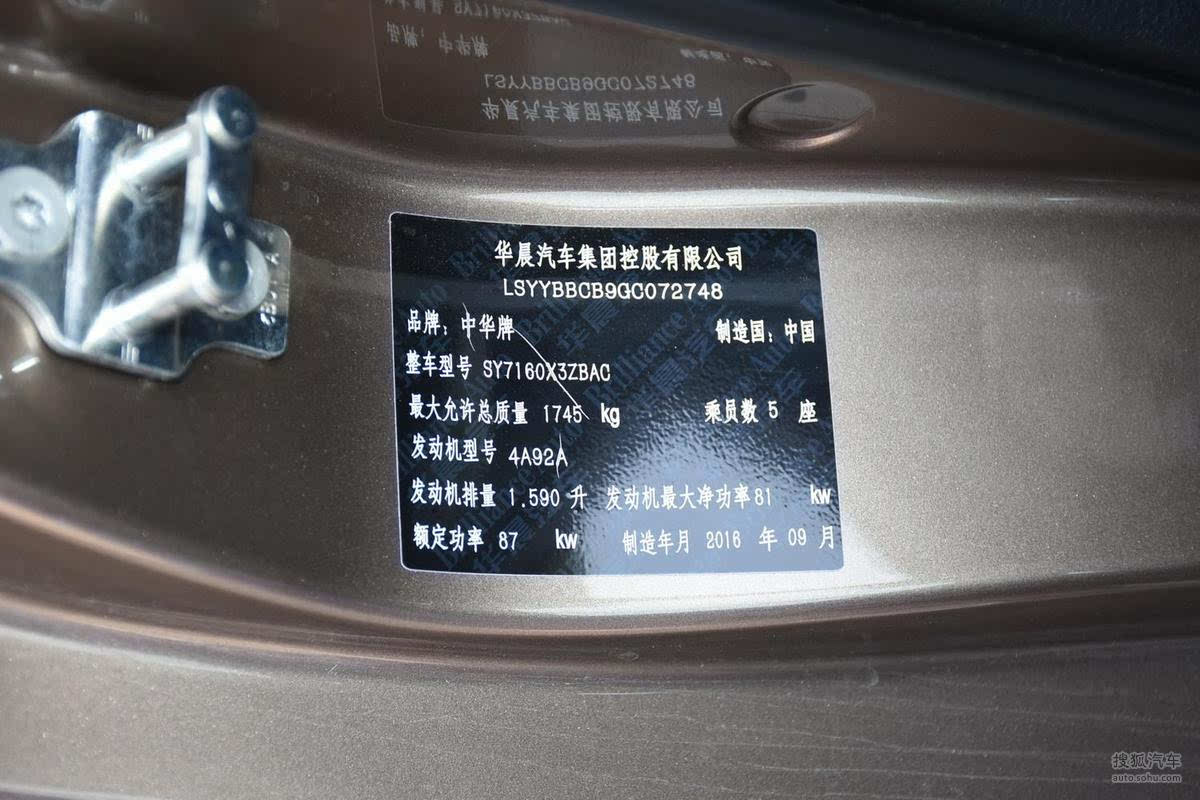 华晨汽车集团控股有限公司
LSYYBBCB9GC072748
品牌：中华牌 制造国：中国
整车型号 SY7160X3ZBAC
最大允许总质量 1745 kg 乘员数 5 座
发动机型号 4A92A
发动机排量 1.590 升 发动机最大净功率81 kw
额定功率 87 kw 制造年月 2016 年 09 月
搜狐汽车
auto.sohu.com